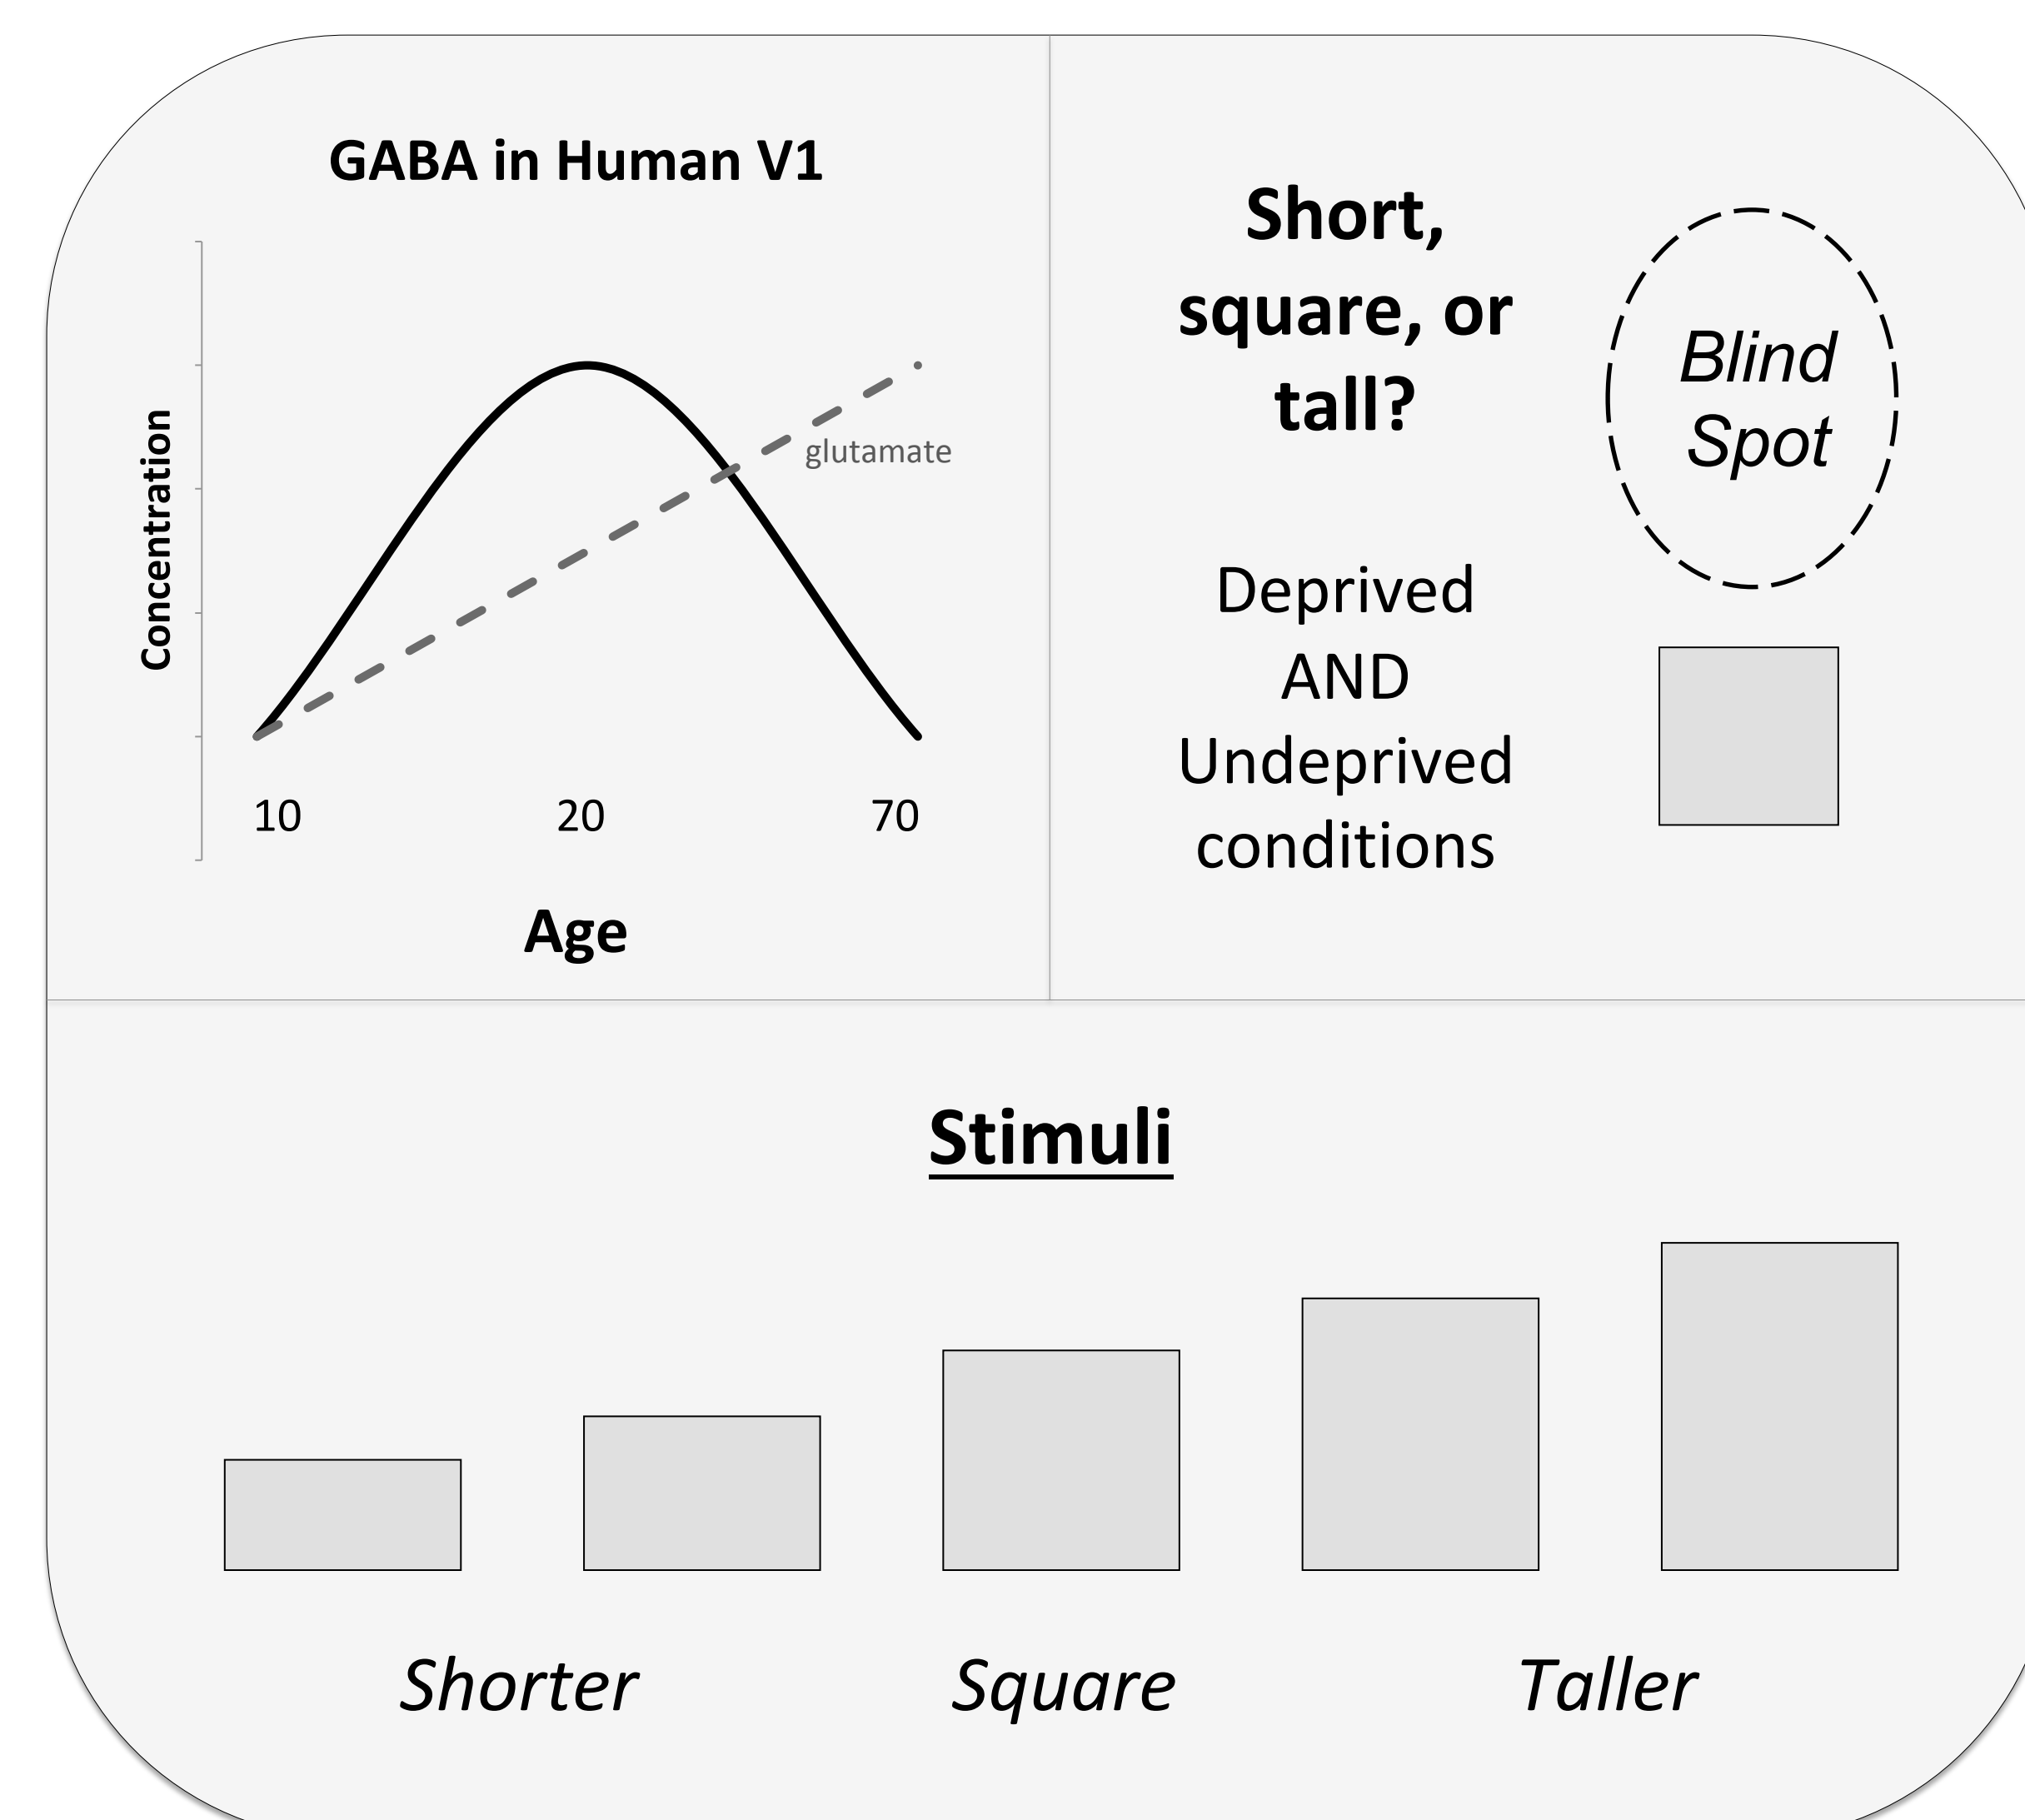 GABA in Human V1
Concentration
glutamate
10 20 70
Age
Short,
square, or
tall?
Blind
Spot
Deprived
AND
Undeprived
conditions
Stimuli
Shorter Square Taller